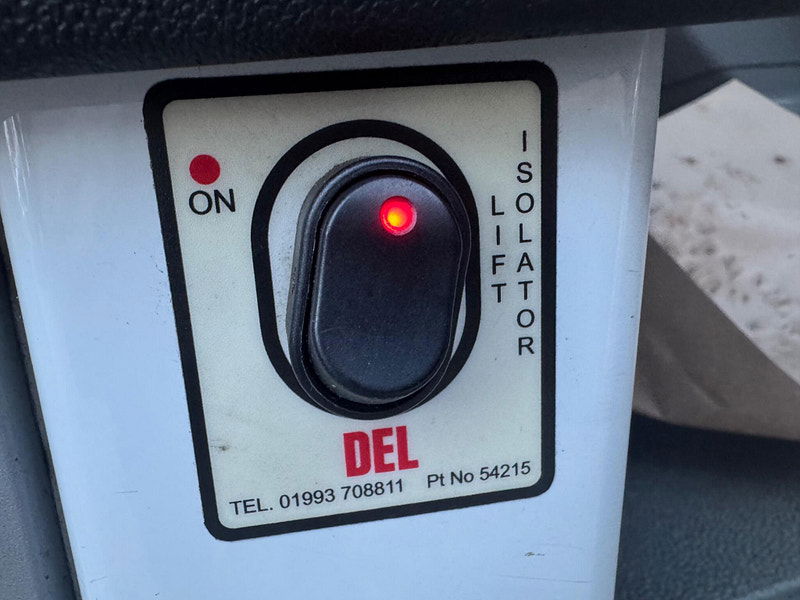 ON
LIFT
ISOLATOR
DEL
TEL. 01993 708811 Pt No 54215